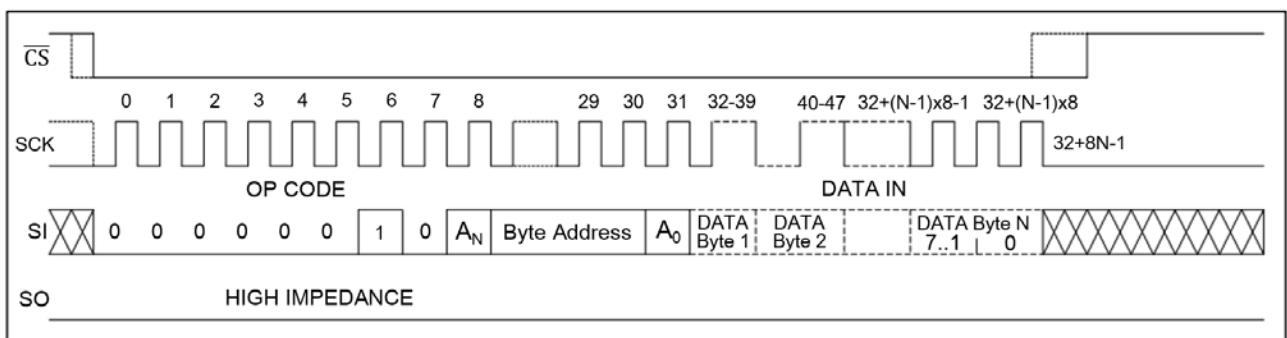 CS
0 1 2 3 4 5 6 7 8 29 30 31 32-39 40-47 32+(N-1)x8-1 32+(N-1)x8
SCK 32+8N-1
OP CODE DATA IN
SI 0 0 0 0 0 0 1 0 AN Byte Address A0 DATA Byte 1 DATA Byte 2 DATA Byte N 7..1 0
SO HIGH IMPEDANCE